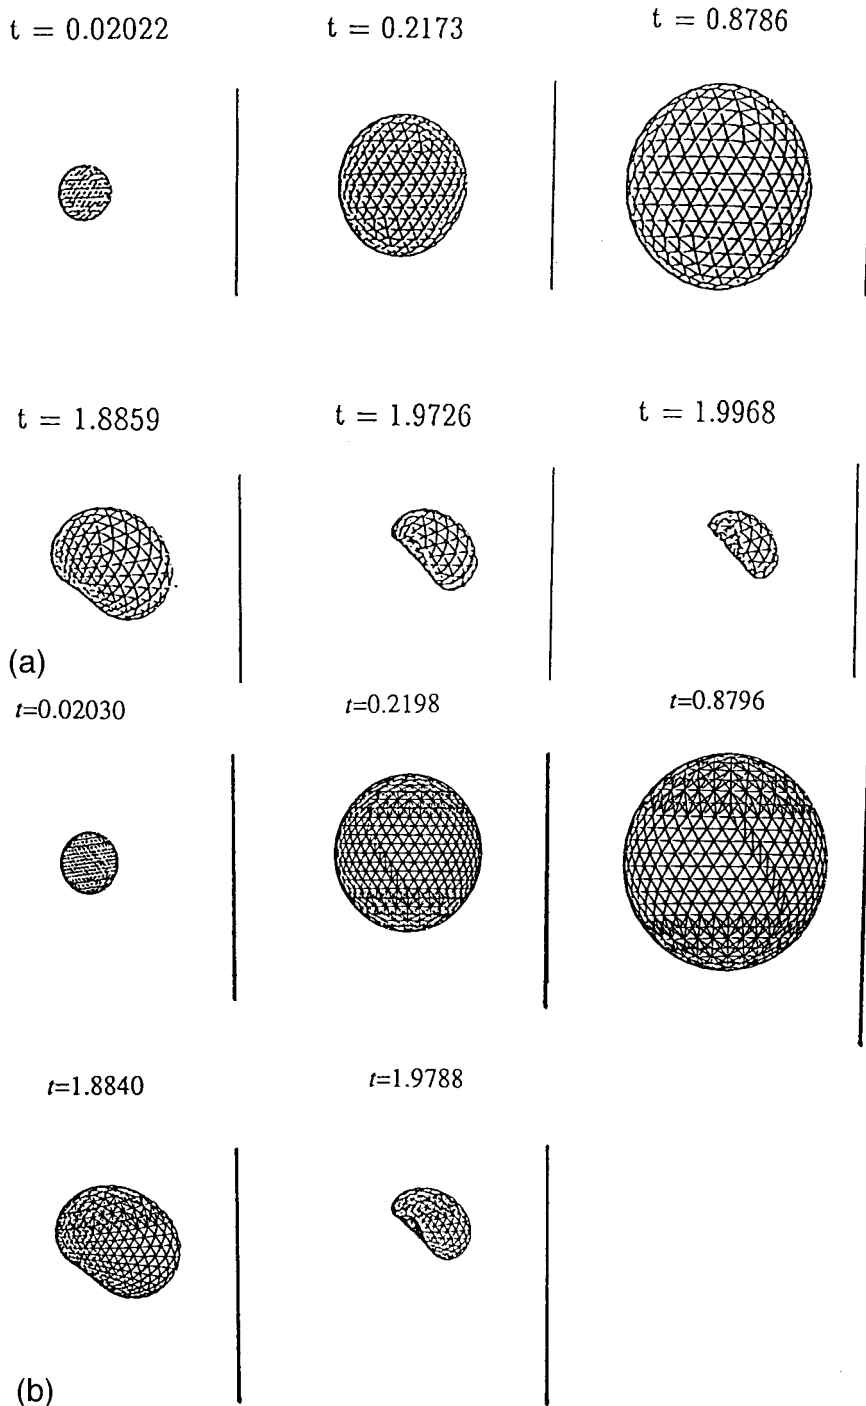 t = 0.02022
t = 0.2173
t = 0.8786
t = 1.8859
t = 1.9726
t = 1.9968
(a)
t=0.02030
t=0.2198
t=0.8796
t=1.8840
t=1.9788
(b)